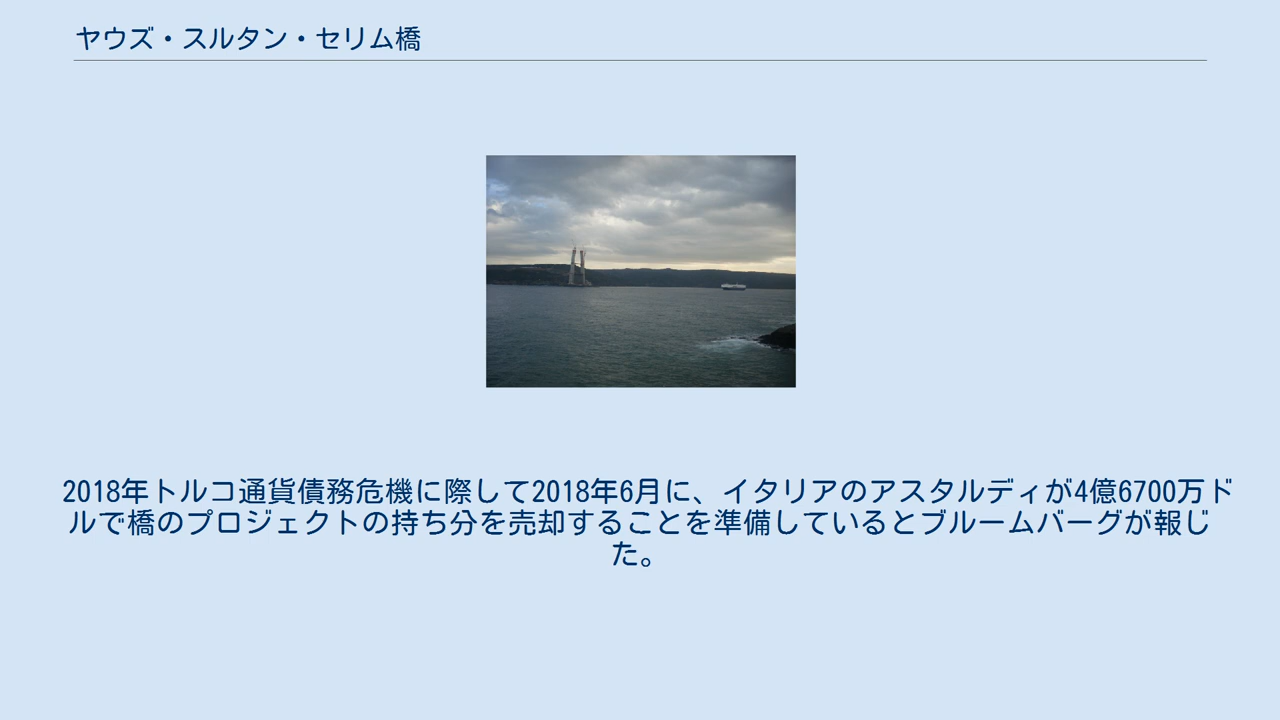 ヤウズ・スルタン・セリム橋
2018年トルコ通貨債務危機に際して2018年6月に、イタリアのアスタルディが4億6700万ド
ルで橋のプロジェクトの持ち分を売却することを準備しているとブルームバーグが報じ
た。